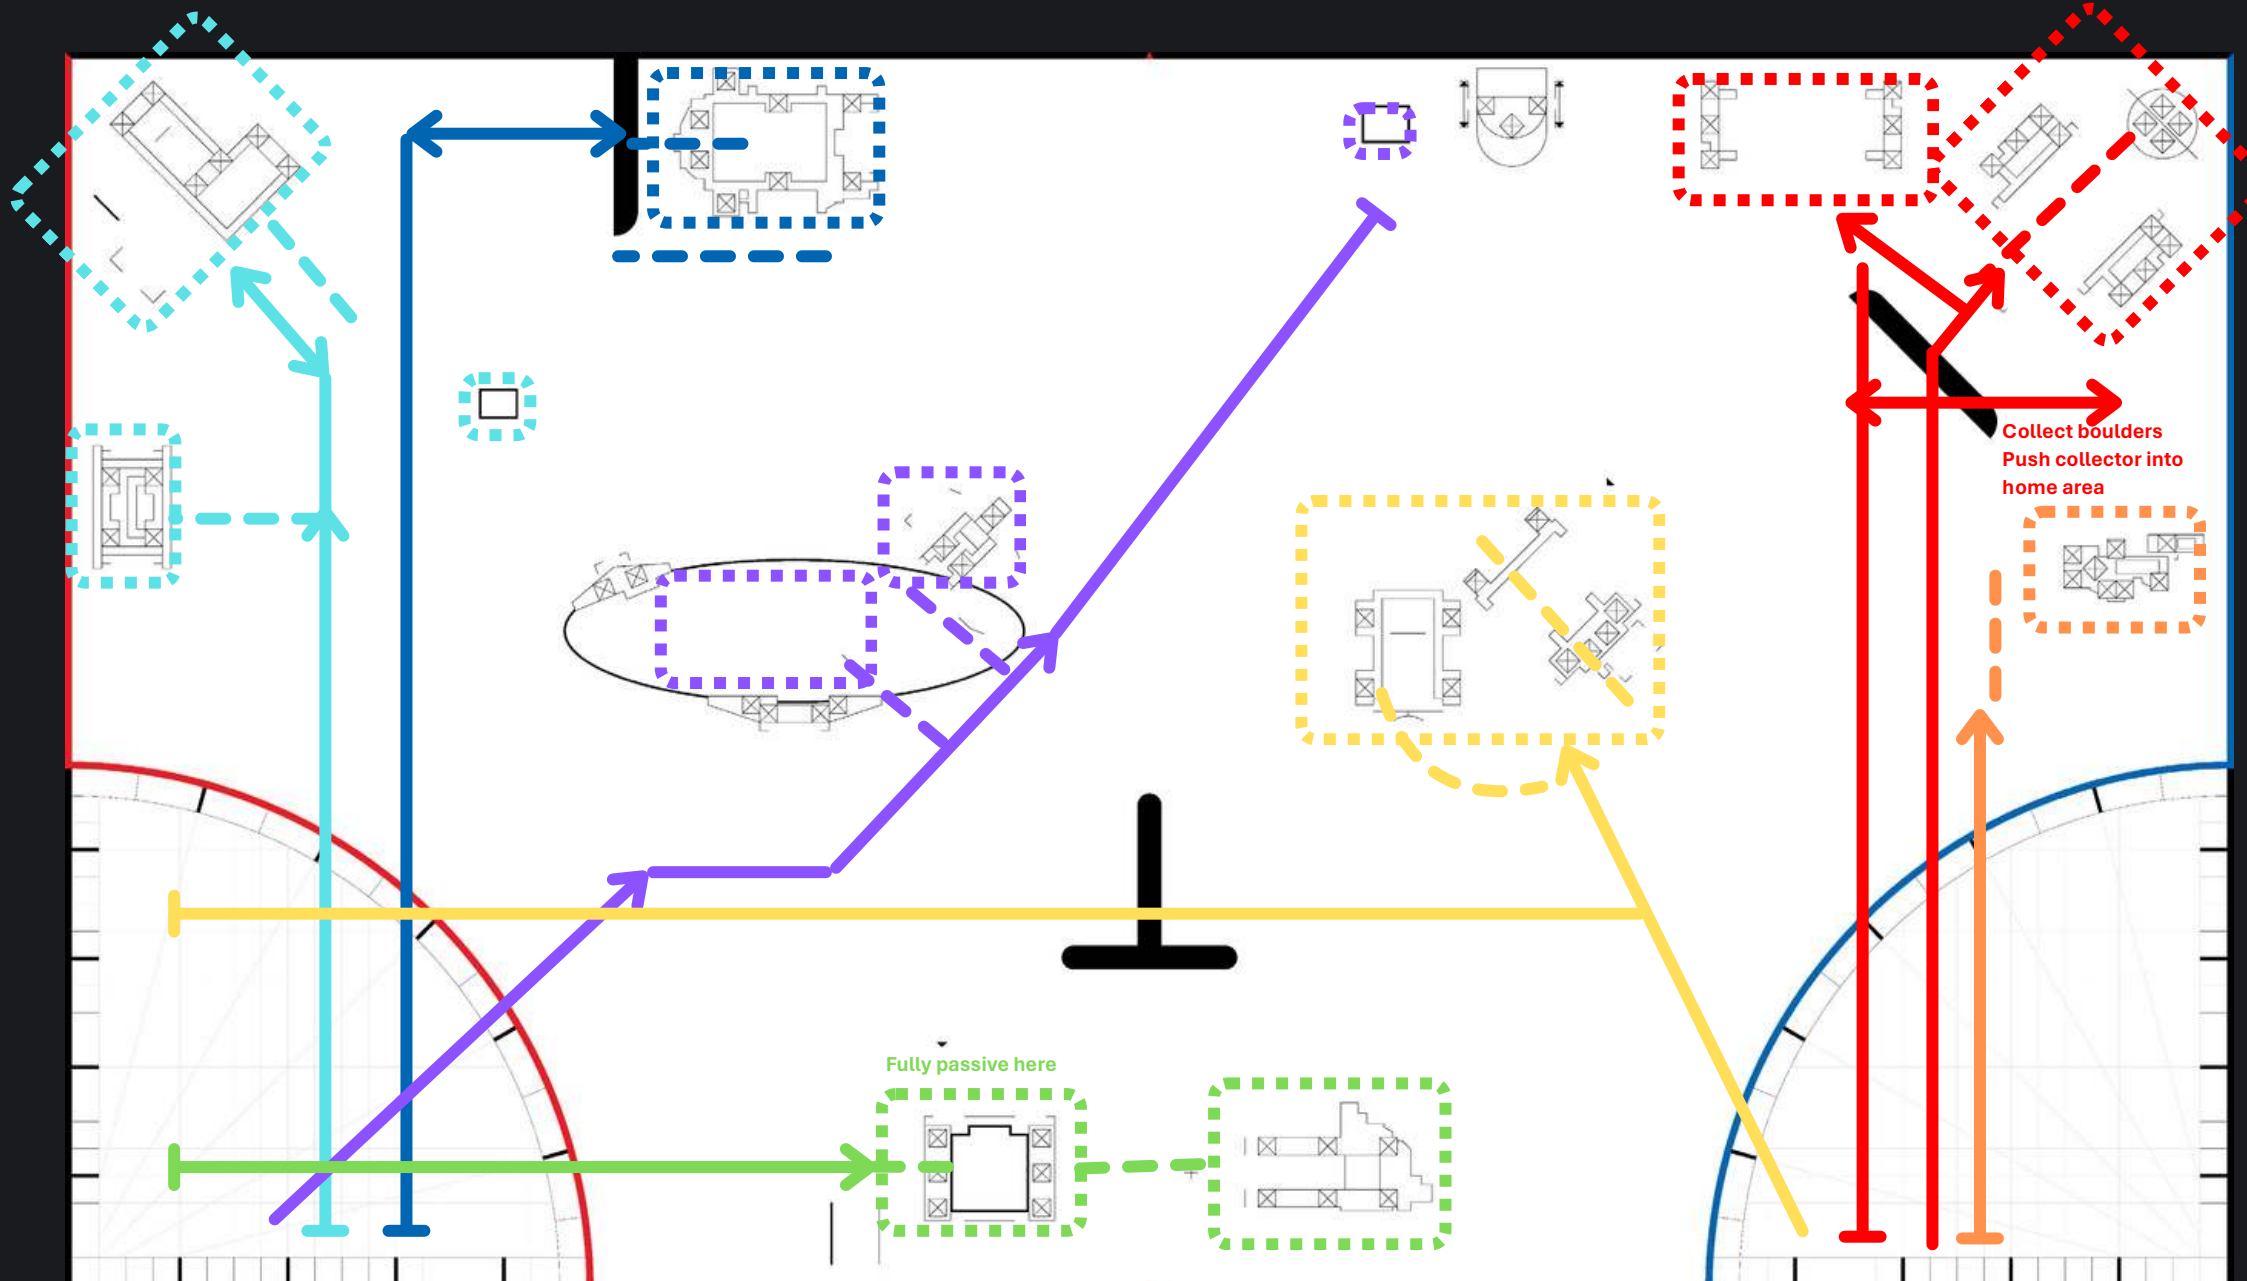 Collect boulders
Push collector into
home area
Fully passive here